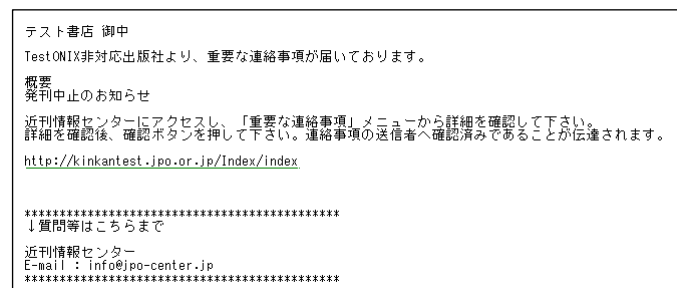 テスト書店 御中
TestONIX非対応出版社より、重要な連絡事項が届いております。
概要
発刊中止のお知らせ
近刊情報センターにアクセスし、「重要な連絡事項」メニューから詳細を確認して下さい。
詳細を確認後、確認ボタンを押して下さい。連絡事項の送信者へ確認済みであることが伝達されます。
http://kinkantest.jpo.or.jp/Index/index
*********************************************
↓質問等はこちらまで
近刊情報センター
E-mail : info@jpo-center.jp
*********************************************